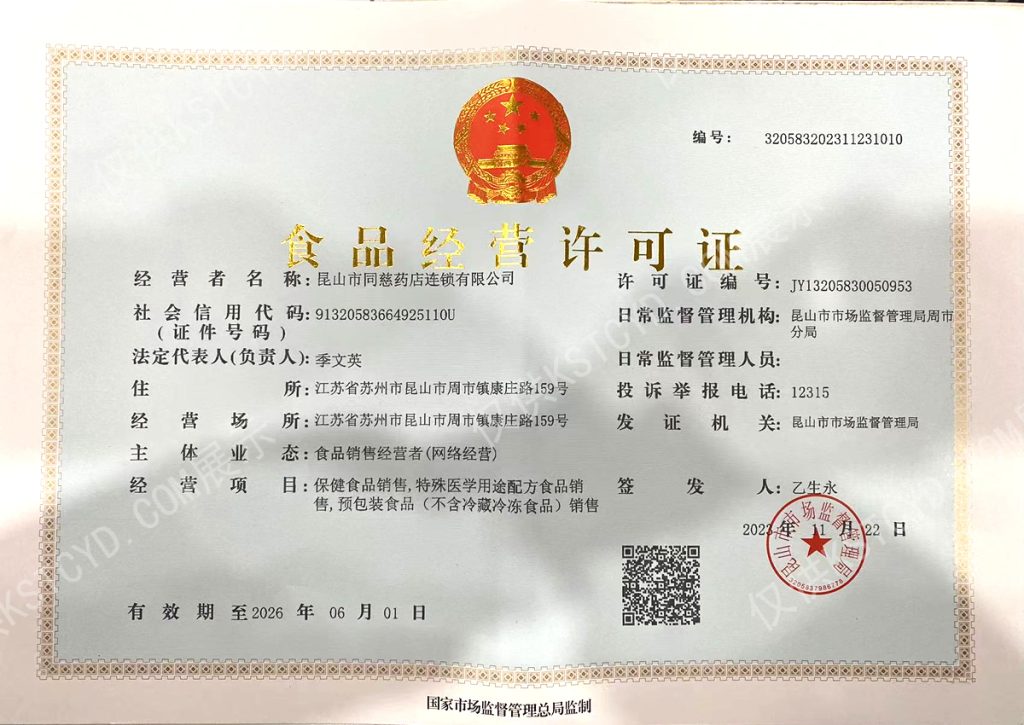 编号： 320583202311231010
食品经营许可证
经营者名称：昆山市同慈药店连锁有限公司
社会信用代码：91320583664925110U
(证件号码)
法定代表人(负责人)：季文英
住所：江苏省苏州市昆山市周市镇康庄路159号
经营场所：江苏省苏州市昆山市周市镇康庄路159号
主体业态：食品销售经营者(网络经营)
经营项目：保健食品销售,特殊医学用途配方食品销
售,预包装食品（不含冷藏冷冻食品）销售
有效期至2026年06月01日
许可证编号：JY13205830050953
日常监督管理机构：昆山市市场监督管理局周市
分局
日常监督管理人员：
投诉举报电话：12315
发证机关：昆山市市场监督管理局
签发人：乙生永
2023年11月22日
昆山市市场监督管理局
国家市场监督管理总局监制